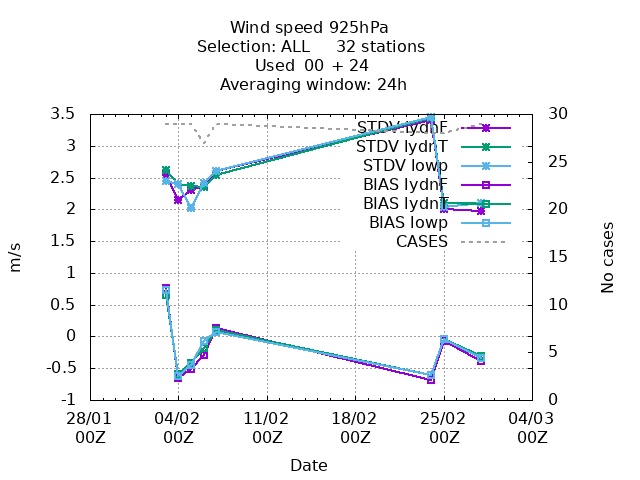 Wind speed 925hPa
Selection: ALL 32 stations
Used 00 + 24
Averaging window: 24h
3.5
3
2.5
2
1.5
1
0.5
0
-0.5
-1
m/s
30
25
20
15
10
5
0
No cases
STDV lydnF
STDV lydnT
STDV lowp
BIAS lydnF
BIAS lydnT
BIAS lowp
CASES
28/01 04/02 11/02 18/02 25/02 04/03
00Z 00Z 00Z 00Z 00Z 00Z
Date